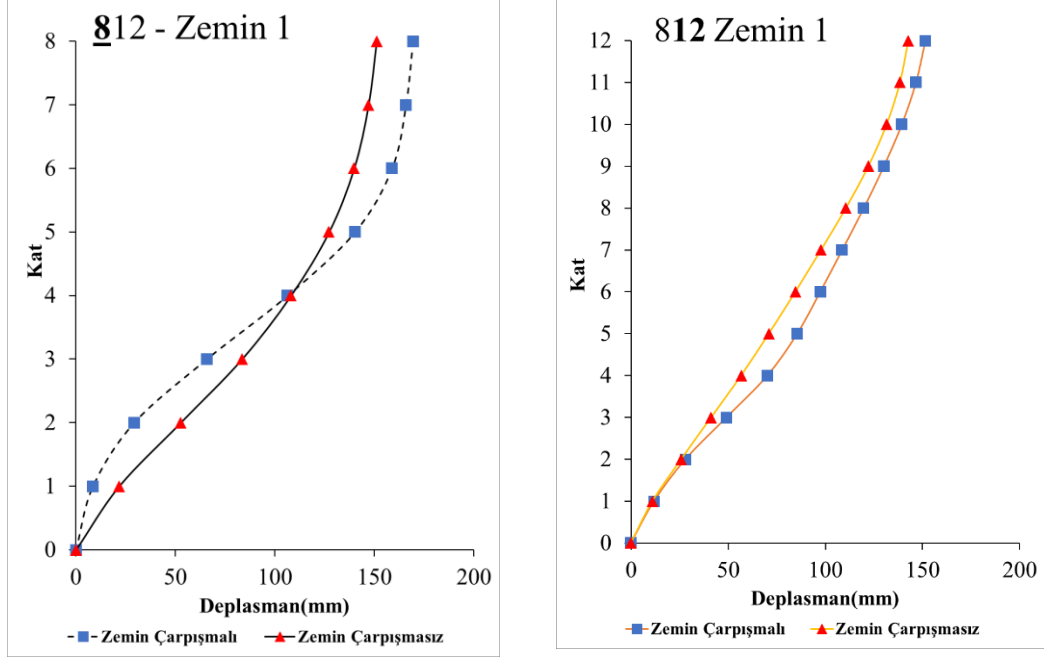 812 - Zemin 1
8
7
6
5
4
3
2
1
0
Kat
0 50 100 150 200
Deplasman(mm)
Zemin Çarpışmalı Zemin Çarpışmasız
812 Zemin 1
12
11
10
9
8
7
6
5
4
3
2
1
0
Kat
0 50 100 150 200
Deplasman(mm)
Zemin Çarpışmalı Zemin Çarpışmasız